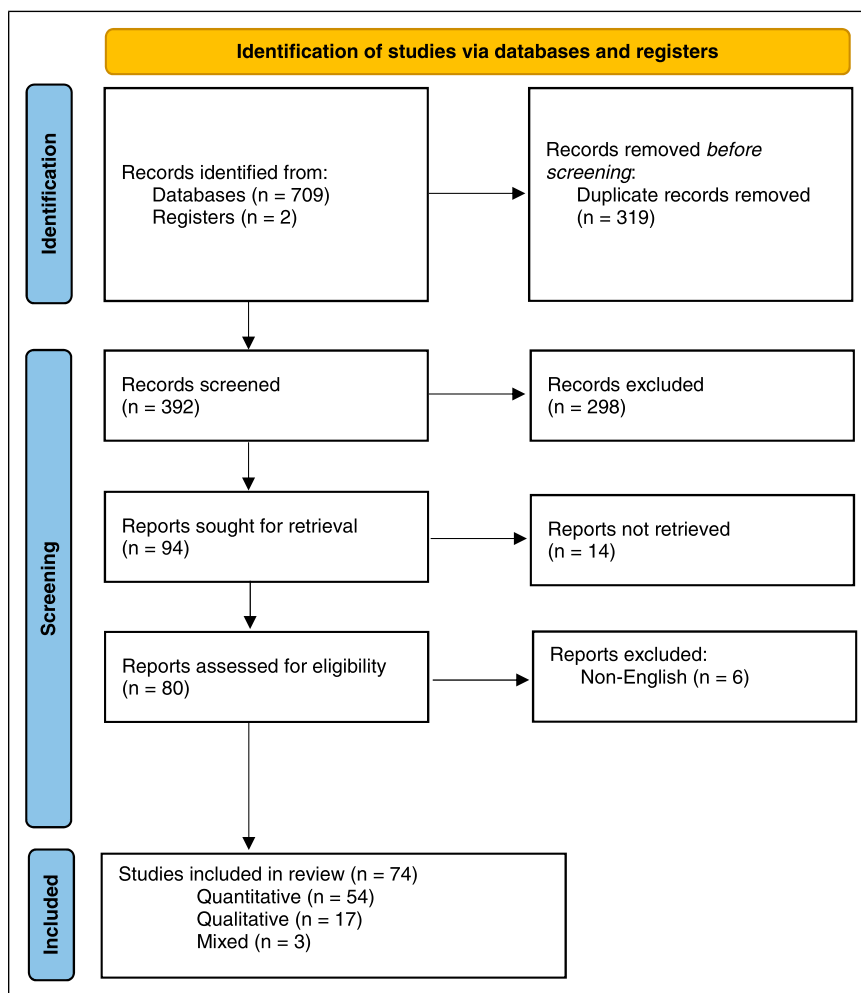 Identification of studies via databases and registers
Identification
Records identified from:
Databases (n = 709)
Registers (n = 2)
Records removed before
screening:
Duplicate records removed
(n = 319)
Screening
Records screened
(n = 392)
Records excluded
(n = 298)
Reports sought for retrieval
(n = 94)
Reports not retrieved
(n = 14)
Reports assessed for eligibility
(n = 80)
Reports excluded:
Non-English (n = 6)
Included
Studies included in review (n = 74)
Quantitative (n = 54)
Qualitative (n = 17)
Mixed (n = 3)